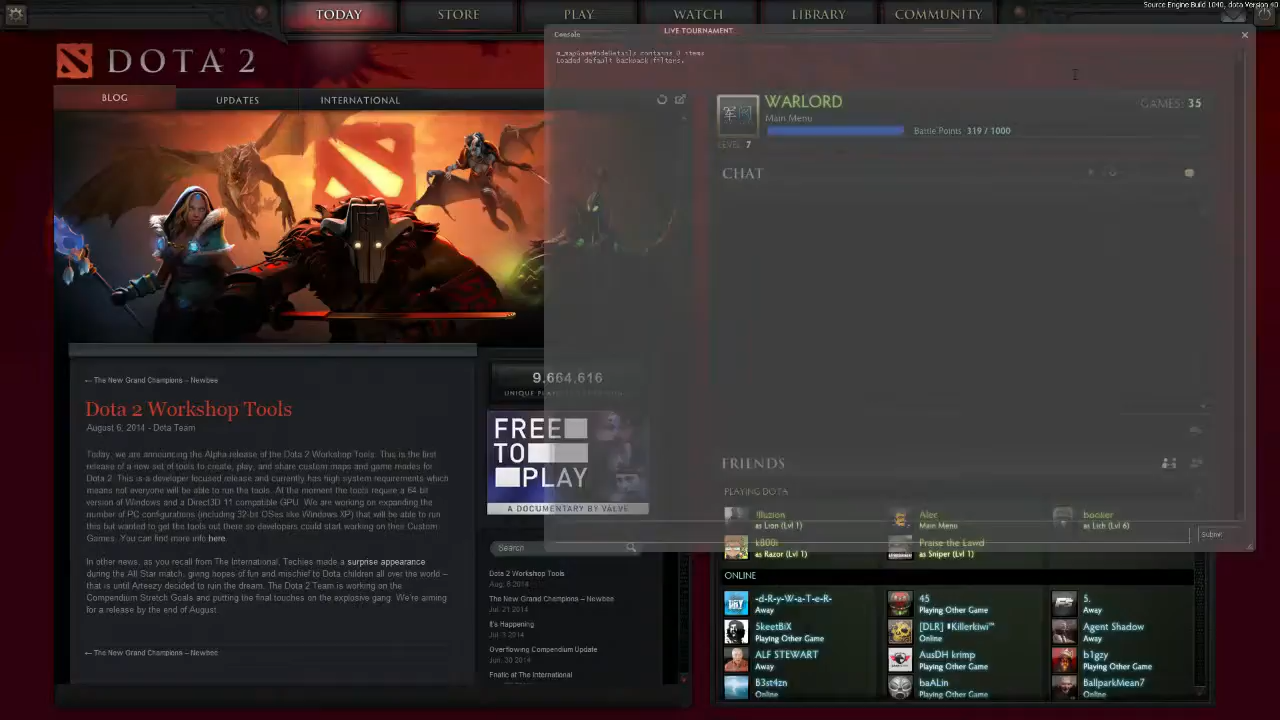 Source Engine Build 1040, dota Version 40
TODAY
STORE
PLAY
WATCH
LIBRARY
COMMUNITY
LIVE TOURNAMENT
Console
m_mapGameModeDetails contains 0 items
Loaded default backpack filters.
DOTA 2
BLOG
UPDATES
INTERNATIONAL
军阀
WARLORD
Main Menu
GAMES: 35
Battle Points 319 / 1000
LEVEL 7
CHAT
← The New Grand Champions – Newbee
Dota 2 Workshop Tools
August 6, 2014 - Dota Team
Today, we are announcing the Alpha release of the Dota 2 Workshop Tools. This is the first
release of a new set of tools to create, play, and share custom maps and game modes for
Dota 2. This is a developer focused release and currently has high system requirements which
means not everyone will be able to run the tools. At the moment the tools require a 64-bit
version of Windows and a Direct3D 11 compatible GPU. We are working on expanding the
number of PC configurations (including 32-bit OSes like Windows XP) that will be able to run
this but wanted to get the tools out there so developers could start working on their Custom
Games. You can find more info here.
In other news, as you recall from The International, Techies made a surprise appearance
during the All Star match, giving hopes of fun and mischief to Dota children all over the world –
that is until Arteezy decided to ruin the dream. The Dota 2 Team is working on the
Compendium Stretch Goals and putting the final touches on the explosive gang. We're aiming
for a release by the end of August.
← The New Grand Champions – Newbee
9,664,616
FREE
TO
PLAY
A DOCUMENTARY BY VALVE
Search
Dota 2 Workshop Tools
Aug. 6 2014
The New Grand Champions – Newbee
Jul. 21 2014
It's Happening
Jul. 3 2014
Overflowing Compendium Update
Jun. 30 2014
Fnatic at The International
FRIENDS
PLAYING DOTA
Illuzion
as Lion (Lvl 1)
Alec
Main Menu
booker
as Lich (Lvl 6)
k800i
as Razor (Lvl 1)
Praise the Lawd
as Sniper (Lvl 1)
Submit
ONLINE
-d-R-y-W-a-T-e-R-
Away
45
Playing Other Game
5.
Away
5keetBiX
Playing Other Game
[DLR] Killerkiwi™
Online
Agent Shadow
Away
ALF STEWART
Away
AusDH krimp
Playing Other Game
b1gzy
Playing Other Game
B3st4zn
Online
baALin
Playing Other Game
BallparkMean7
Online